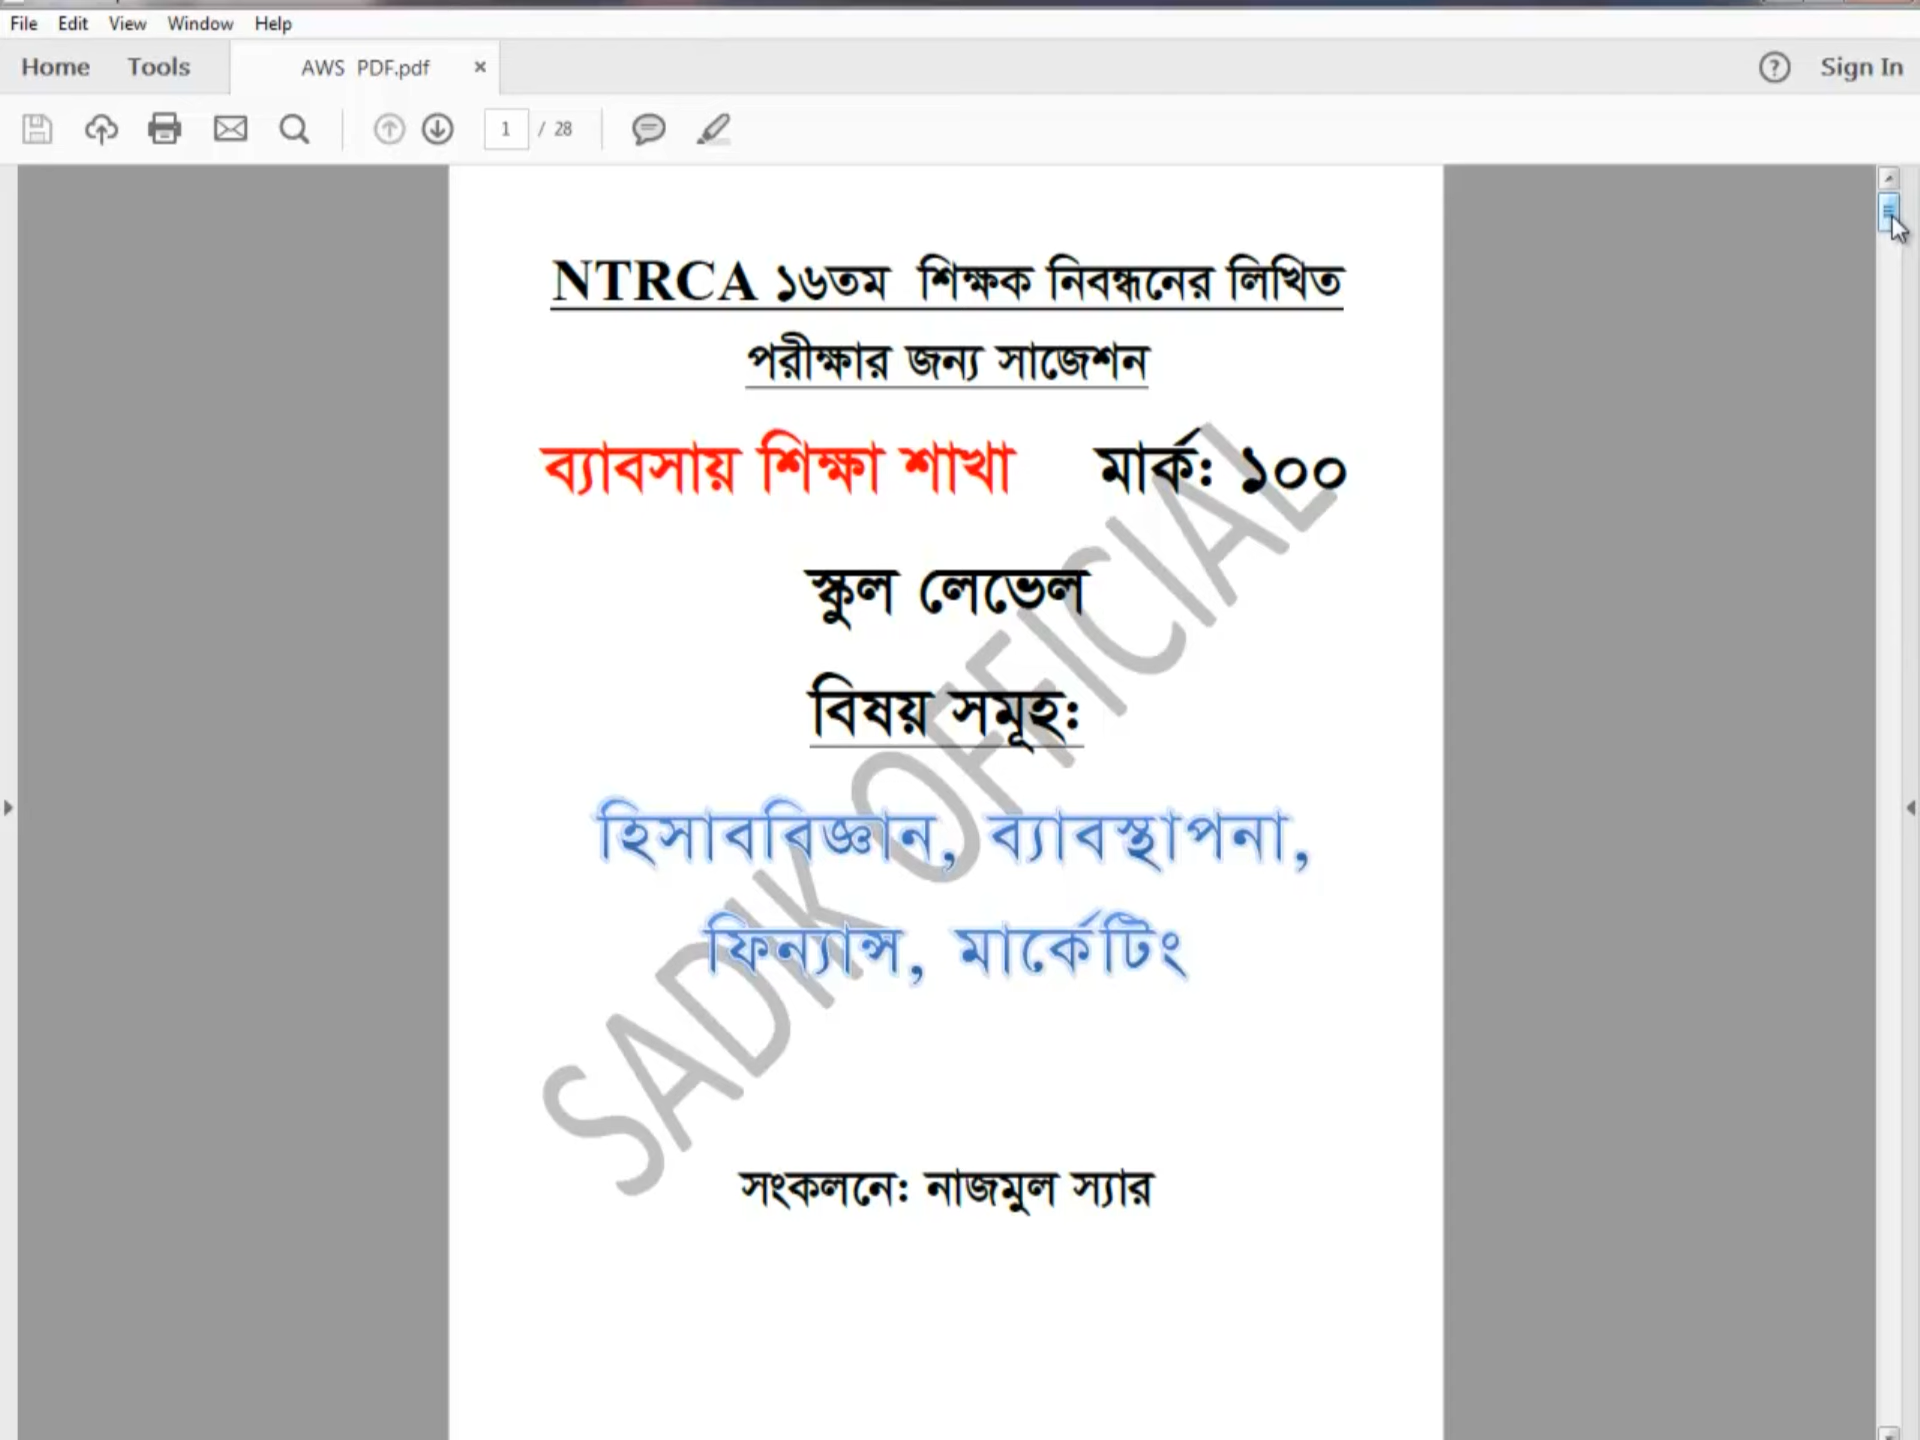 File Edit View Window Help
Home Tools AWS PDF.pdf × ? Sign In
1 / 28
NTRCA ১৬তম শিক্ষক নিবন্ধনের লিখিত
পরীক্ষার জন্য সাজেশন
ব্যাবসায় শিক্ষা শাখা মার্ক: ১০০
স্কুল লেভেল
বিষয় সমূহ:
হিসাববিজ্ঞান, ব্যাবস্থাপনা,
ফিন্যান্স, মার্কেটিং
SADIK OFFICIAL
সংকলনে: নাজমুল স্যার